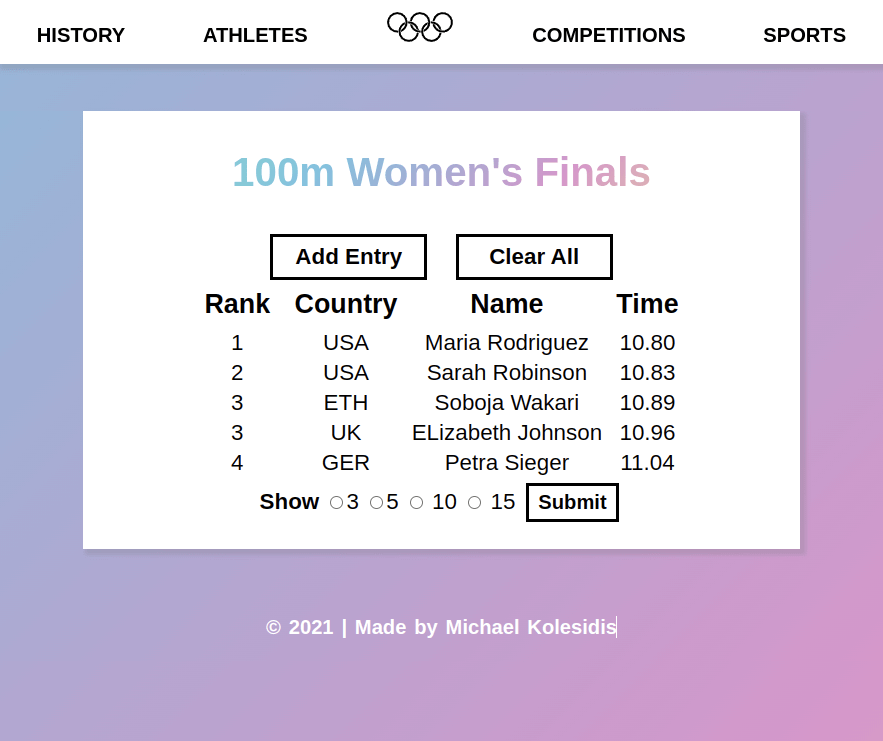 HISTORY ATHLETES COMPETITIONS SPORTS
100m Women's Finals
Add Entry Clear All
Rank Country Name Time
1 USA Maria Rodriguez 10.80
2 USA Sarah Robinson 10.83
3 ETH Soboja Wakari 10.89
3 UK ELizabeth Johnson 10.96
4 GER Petra Sieger 11.04
Show 3 5 10 15 Submit
© 2021 | Made by Michael Kolesidis